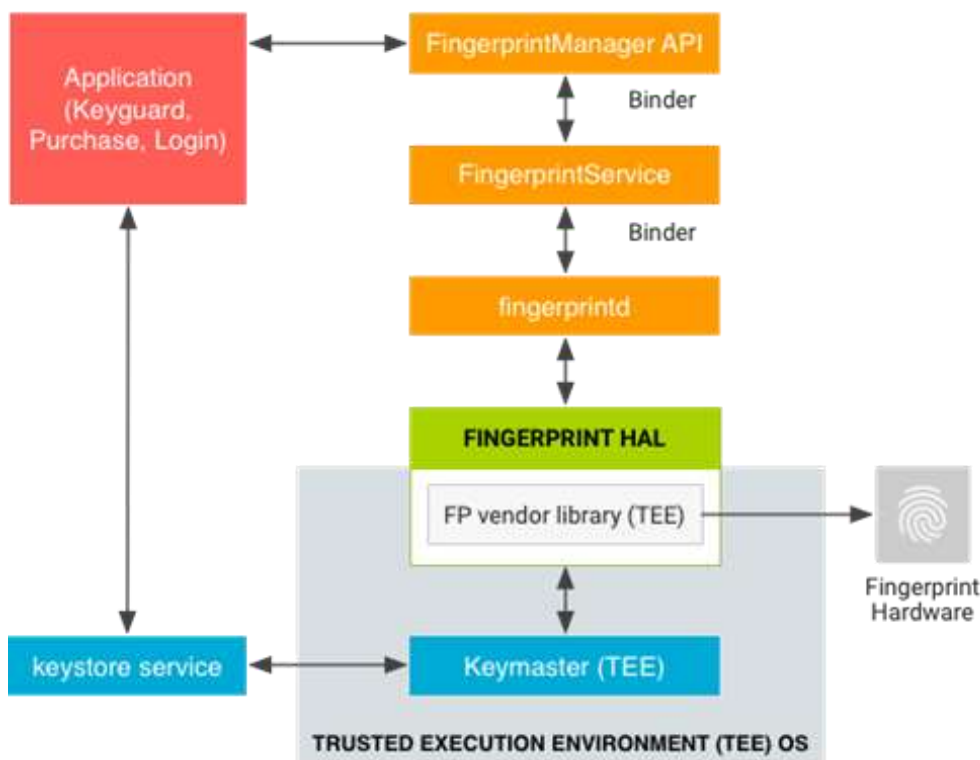 FingerprintManager API
Application
(Keyguard,
Purchase, Login)
Binder
FingerprintService
Binder
fingerprintd
FINGERPRINT HAL
FP vendor library (TEE)
Fingerprint
Hardware
keystore service
Keymaster (TEE)
TRUSTED EXECUTION ENVIRONMENT (TEE) OS